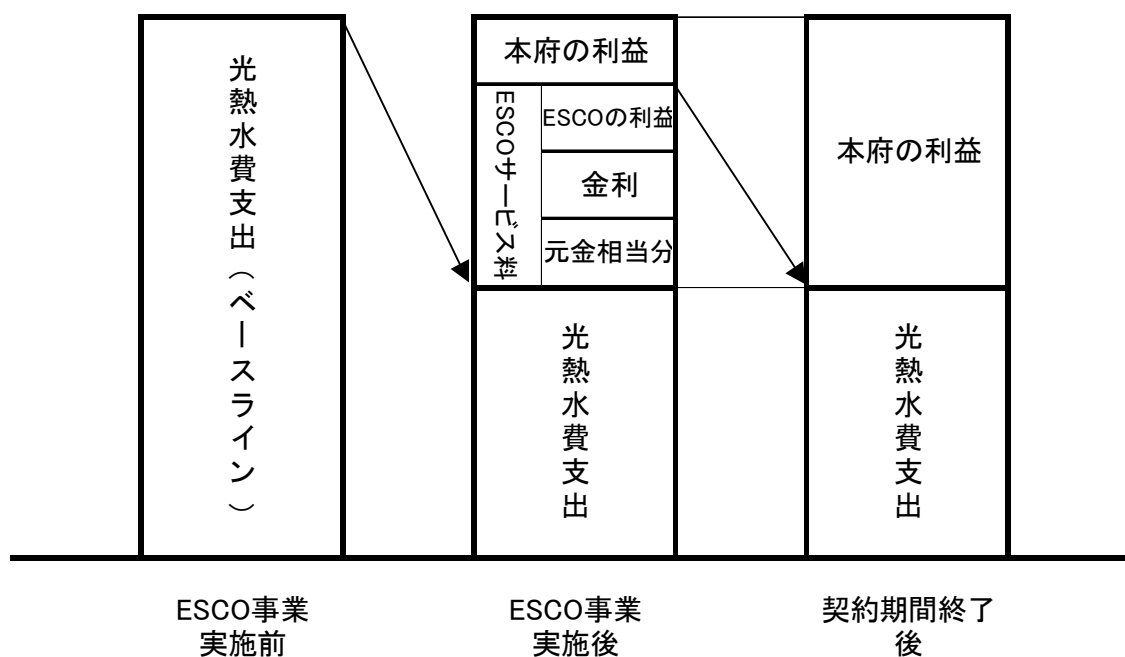 光熱水費支出（ベースライン）
本府の利益
ESCOサービス料
ESCOの利益
金利
元金相当分
光熱水費支出
本府の利益
光熱水費支出
ESCO事業
実施前
ESCO事業
実施後
契約期間終了
後